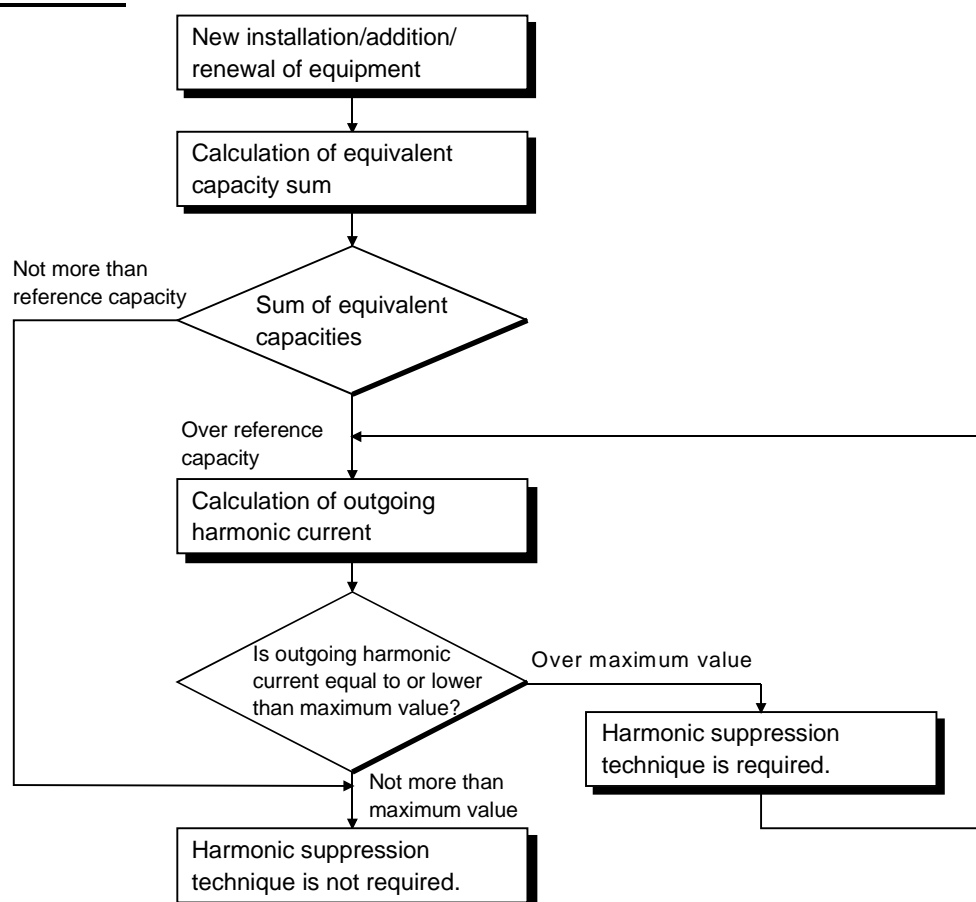 New installation/addition/
renewal of equipment
Calculation of equivalent
capacity sum
Not more than
reference capacity
Sum of equivalent
capacities
Over reference
capacity
Calculation of outgoing
harmonic current
Is outgoing harmonic
current equal to or lower
than maximum value?
Over maximum value
Harmonic suppression
technique is required.
Not more than
maximum value
Harmonic suppression
technique is not required.